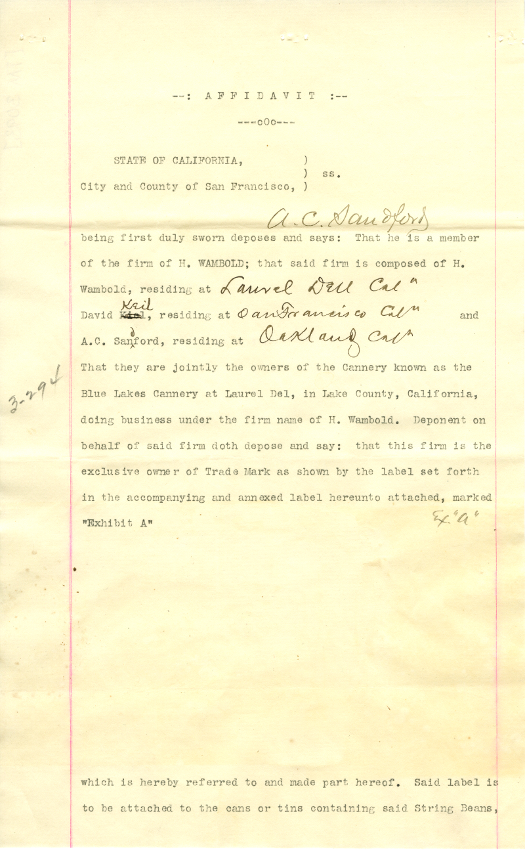 --: A F F I D A V I T :--
---o0o---
STATE OF CALIFORNIA, )
) ss.
City and County of San Francisco, )
A. C. Sandford
being first duly sworn deposes and says: That he is a member
of the firm of H. WAMBOLD; that said firm is composed of H.
Wambold, residing at Laurel Dell Cal"
Keil
David, residing at San Francisco Cal" and
d
A.C. Sanford, residing at Oakland Cal"
That they are jointly the owners of the Cannery known as the
3-294
Blue Lakes Cannery at Laurel Del, in Lake County, California,
doing business under the firm name of H. Wambold. Deponent on
behalf of said firm doth depose and say: that this firm is the
exclusive owner of Trade Mark as shown by the label set forth
in the accompanying and annexed label hereunto attached, marked
"Exhibit A" Ex "A"
which is hereby referred to and made part hereof. Said label is
to be attached to the cans or tins containing said String Beans,